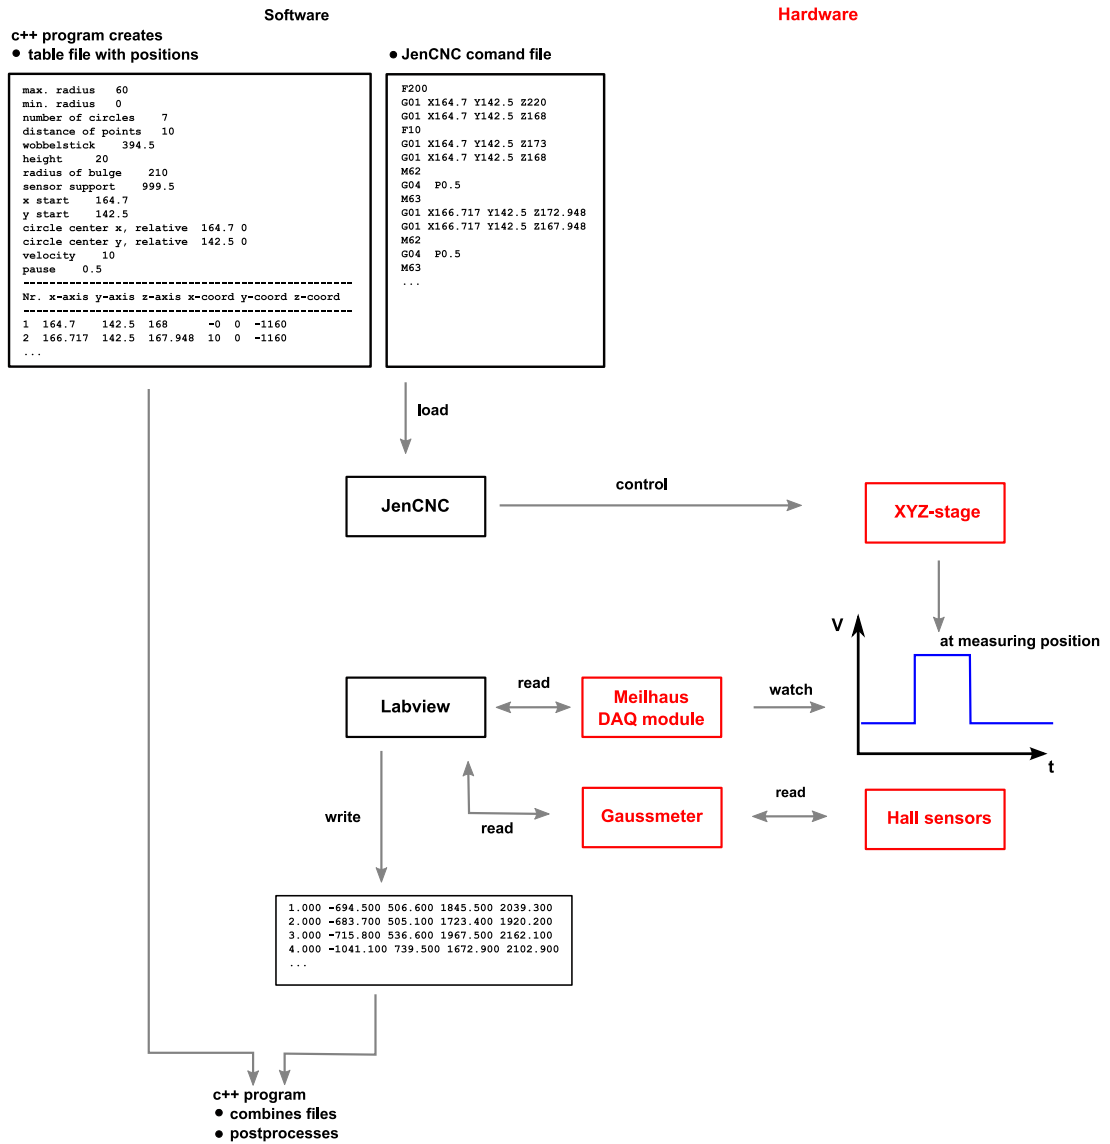 Software
Hardware
c++ program creates
● table file with positions
● JenCNC comand file
max. radius 60
min. radius 0
number of circles 7
distance of points 10
wobbelstick 394.5
height 20
radius of bulge 210
sensor support 999.5
x start 164.7
y start 142.5
circle center x, relative 164.7 0
circle center y, relative 142.5 0
velocity 10
pause 0.5
--------------------------------------------
Nr. x-axis y-axis z-axis x-coord y-coord z-coord
--------------------------------------------
1 164.7 142.5 168 -0 0 -1160
2 166.717 142.5 167.948 10 0 -1160
...
F200
G01 X164.7 Y142.5 Z220
G01 X164.7 Y142.5 Z168
F10
G01 X164.7 Y142.5 Z173
G01 X164.7 Y142.5 Z168
M62
G04 P0.5
M63
G01 X166.717 Y142.5 Z172.948
G01 X166.717 Y142.5 Z167.948
M62
G04 P0.5
M63
...
load
JenCNC
control
XYZ-stage
V
at measuring position
t
Labview
read
Meilhaus
DAQ module
watch
read
Gaussmeter
read
Hall sensors
write
1.000 -694.500 506.600 1845.500 2039.300
2.000 -683.700 505.100 1723.400 1920.200
3.000 -715.800 536.600 1967.500 2162.100
4.000 -1041.100 739.500 1672.900 2102.900
...
c++ program
● combines files
● postprocesses